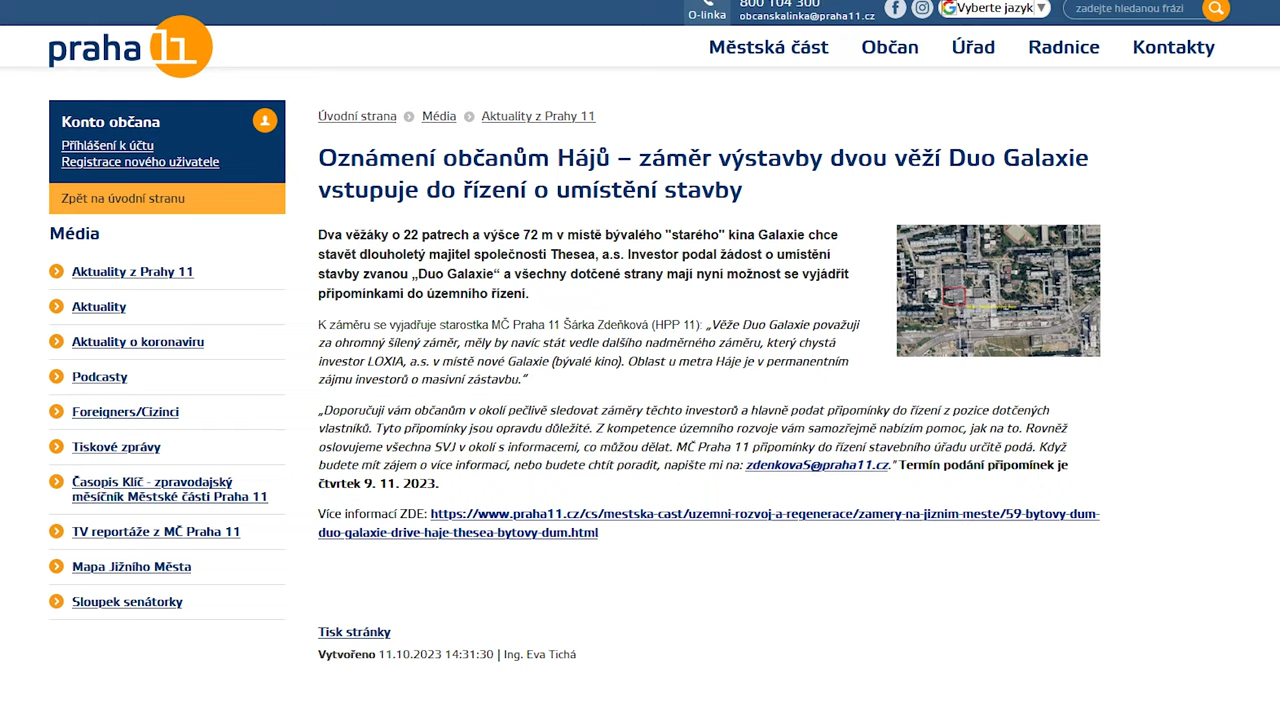 O-linka
800 104 300
obcanskalinka@praha11.cz
Vyberte jazyk ▼
zadejte hledanou frázi
praha 11
Městská část
Občan
Úřad
Radnice
Kontakty
Konto občana
Přihlášení k účtu
Registrace nového uživatele
Zpět na úvodní stranu
Média
Aktuality z Prahy 11
Aktuality
Aktuality o koronaviru
Podcasty
Foreigners/Cizinci
Tiskové zprávy
Časopis Klíč - zpravodajský
měsíčník Městské části Praha 11
TV reportáže z MČ Praha 11
Mapa Jižního Města
Sloupek senátorky
Úvodní strana
Média
Aktuality z Prahy 11
Oznámení občanům Hájů – záměr výstavby dvou věží Duo Galaxie
vstupuje do řízení o umístění stavby
Dva věžáky o 22 patrech a výšce 72 m v místě bývalého "starého" kina Galaxie chce
stavět dlouholetý majitel společnosti Thesea, a.s. Investor podal žádost o umístění
stavby zvanou „Duo Galaxie“ a všechny dotčené strany mají nyní možnost se vyjádřit
připomínkami do územního řízení.
K záměru se vyjadřuje starostka MČ Praha 11 Šárka Zdeňková (HPP 11): „Věže Duo Galaxie považuji
za ohromný šílený záměr, měly by navíc stát vedle dalšího nadměrného záměru, který chystá
investor LOXIA, a.s. v místě nové Galaxie (bývalé kino). Oblast u metra Háje je v permanentním
zájmu investorů o masivní zástavbu.“
„Doporučuji vám občanům v okolí pečlivě sledovat záměry těchto investorů a hlavně podat připomínky do řízení z pozice dotčených
vlastníků. Tyto připomínky jsou opravdu důležité. Z kompetence územního rozvoje vám samozřejmě nabízím pomoc, jak na to. Rovněž
oslovujeme všechna SVJ v okolí s informacemi, co můžou dělat. MČ Praha 11 připomínky do řízení stavebního úřadu určitě podá. Když
budete mít zájem o více informací, nebo budete chtít poradit, napište mi na: zdenkovaS@praha11.cz." Termín podání připomínek je
čtvrtek 9. 11. 2023.
Více informací ZDE: https://www.praha11.cz/cs/mestska-cast/uzemni-rozvoj-a-regenerace/zamery-na-jiznim-meste/59-bytovy-dum-
duo-galaxie-drive-haje-thesea-bytovy-dum.html
Tisk stránky
Vytvořeno 11.10.2023 14:31:30 | Ing. Eva Tichá